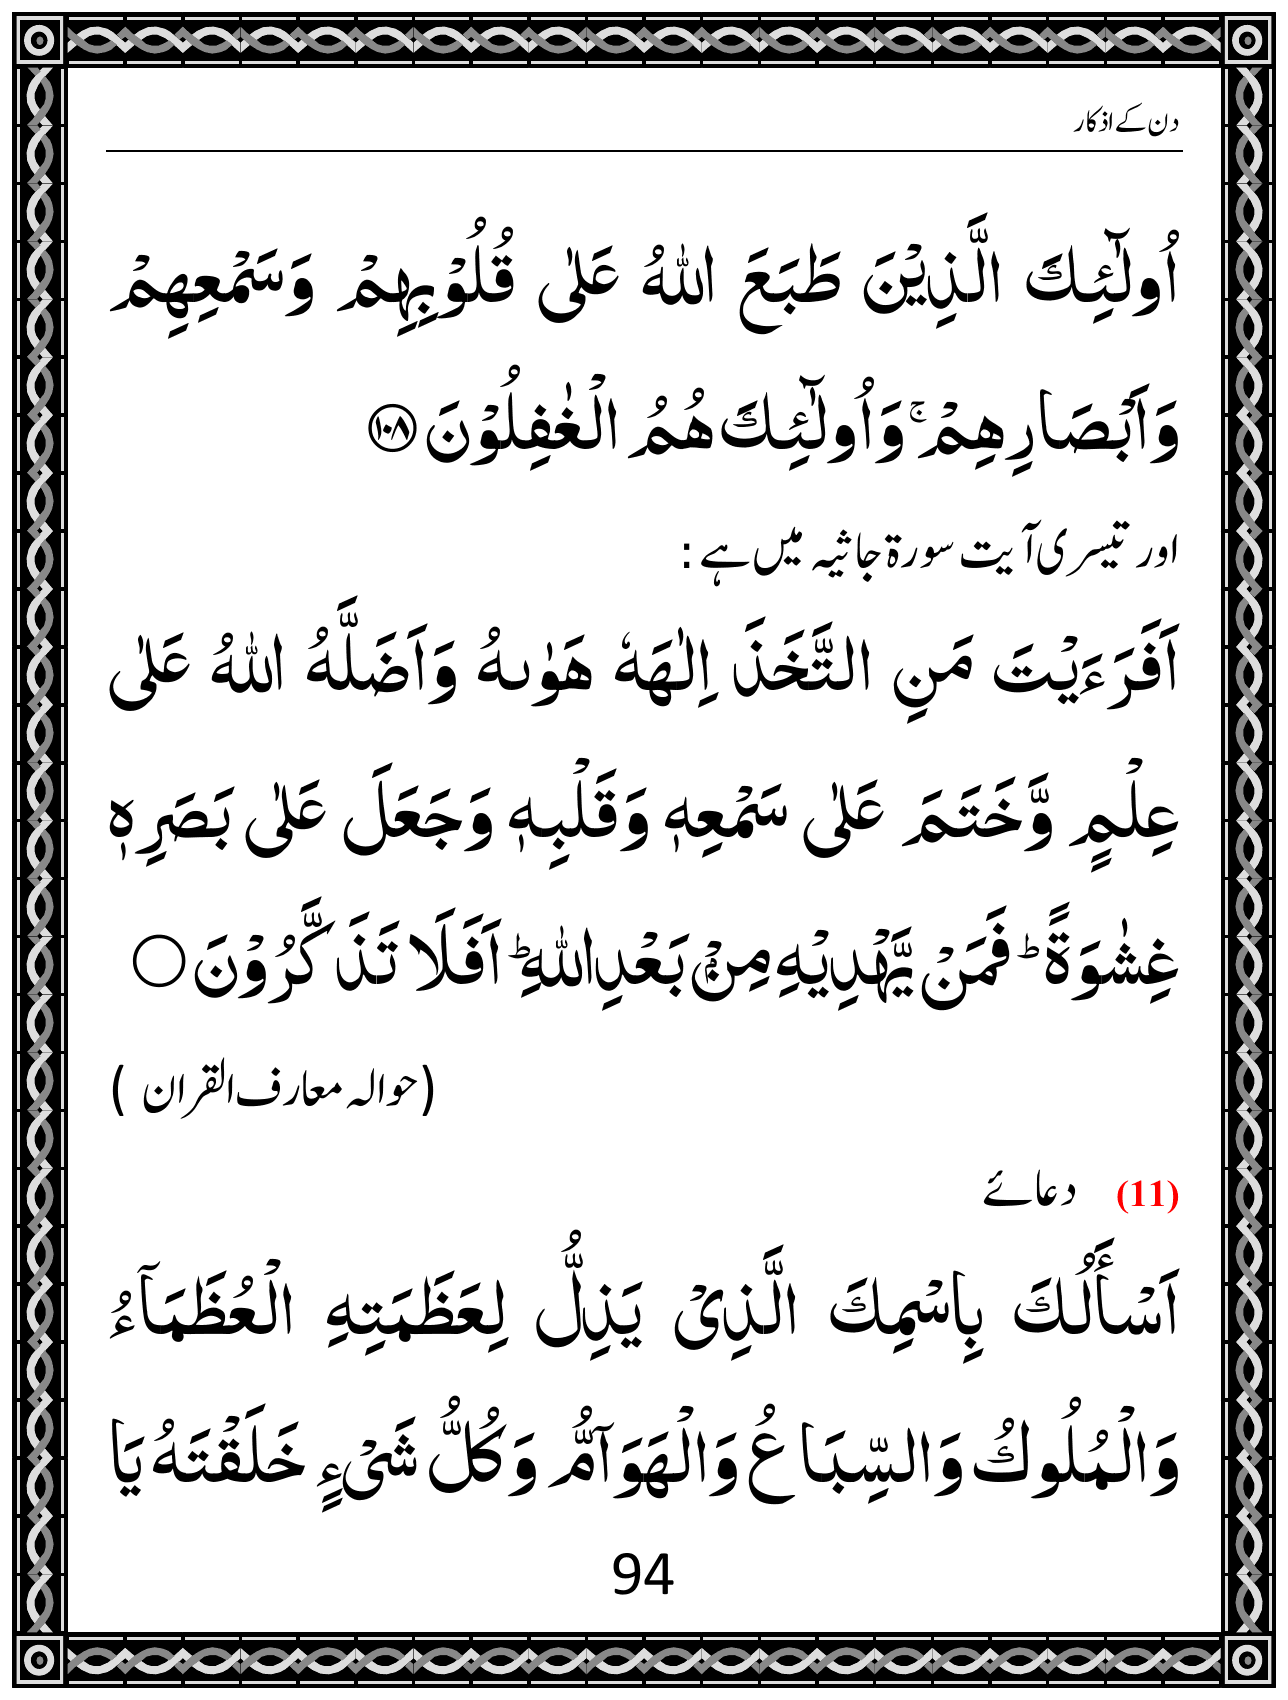 دن کے اذکار
اُولٰٓئِكَ الَّذِيْنَ طَبَعَ اللّٰهُ عَلٰى قُلُوْبِهِمْ وَسَمْعِهِمْ
وَاَبْصَارِهِمْ ۚ وَاُولٰٓئِكَ هُمُ الْغٰفِلُوْنَ ۝۱۰۸
اور تیسری آیت سورۃ جاثیہ میں ہے :
اَفَرَءَيْتَ مَنِ التَّخَذَ اِلٰهَهٗ هَوٰىهُ وَاَضَلَّهُ اللّٰهُ عَلٰى
عِلْمٍ وَّخَتَمَ عَلٰى سَمْعِهٖ وَقَلْبِهٖ وَجَعَلَ عَلٰى بَصَرِهٖ
غِشٰوَةً ؕ فَمَنْ يَّهْدِيْهِ مِنْۢ بَعْدِ اللّٰهِ ؕ اَفَلَا تَذَكَّرُوْنَ ○
(حوالہ معارف القران )
(11) دعائے
اَسْأَلُكَ بِاسْمِكَ الَّذِىْ يَذِلُّ لِعَظَمَتِهِ الْعُظَمَآءُ
وَالْمُلُوكُ وَالسِّبَاعُ وَالْهَوَآمُّ وَكُلُّ شَىْءٍ خَلَقْتَهُ يَا
94